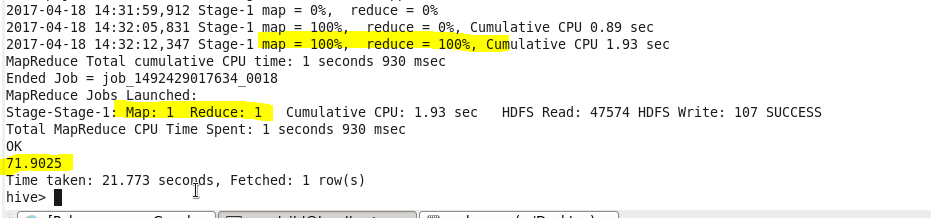 2017-04-18 14:31:59,912 Stage-1 map = 0%,  reduce = 0%
2017-04-18 14:32:05,831 Stage-1 map = 100%,  reduce = 0%, Cumulative CPU 0.89 sec
2017-04-18 14:32:12,347 Stage-1 map = 100%,  reduce = 100%, Cumulative CPU 1.93 sec
MapReduce Total cumulative CPU time: 1 seconds 930 msec
Ended Job = job_1492429017634_0018
MapReduce Jobs Launched:
Stage-Stage-1: Map: 1  Reduce: 1   Cumulative CPU: 1.93 sec   HDFS Read: 47574 HDFS Write: 107 SUCCESS
Total MapReduce CPU Time Spent: 1 seconds 930 msec
OK
71.9025
Time taken: 21.773 seconds, Fetched: 1 row(s)
hive>